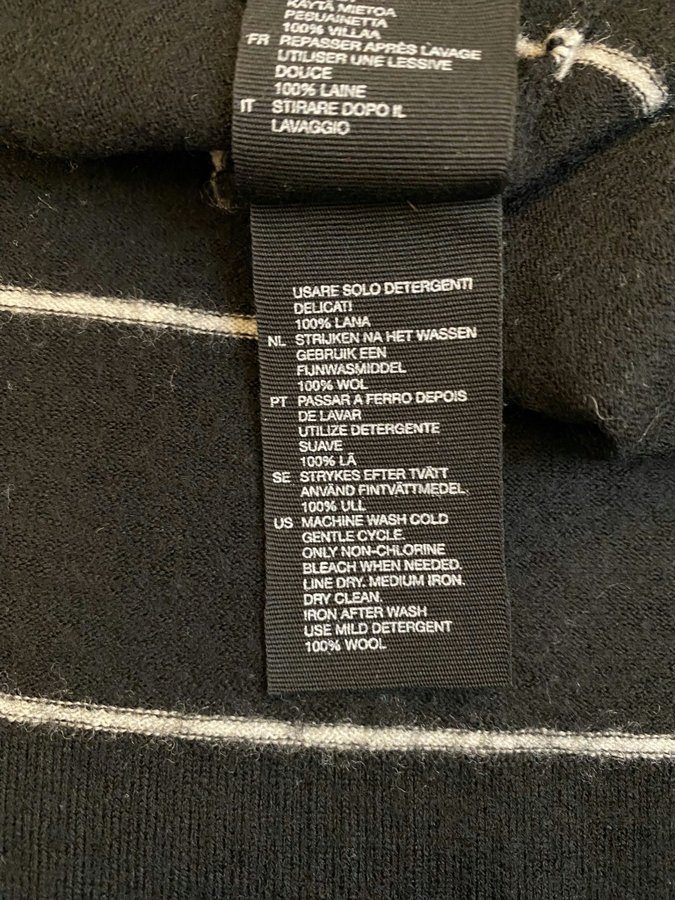 KÄYTÄ MIETOA
PESUAINETTA
100% VILLAA
FR REPASSER APRÈS LAVAGE
UTILISER UNE LESSIVE
DOUCE
100% LAINE
IT STIRARE DOPO IL
LAVAGGIO
USARE SOLO DETERGENTI
DELICATI
100% LANA
NL STRIJKEN NA HET WASSEN
GEBRUIK EEN
FIJNWASMIDDEL
100% WOL
PT PASSAR A FERRO DEPOIS
DE LAVAR
UTILIZE DETERGENTE
SUAVE
100% LÃ
SE STRYKES EFTER TVÄTT
ANVÄND FINTVÄTTMEDEL.
100% ULL
US MACHINE WASH COLD
GENTLE CYCLE.
ONLY NON-CHLORINE
BLEACH WHEN NEEDED.
LINE DRY. MEDIUM IRON.
DRY CLEAN.
IRON AFTER WASH
USE MILD DETERGENT
100% WOOL